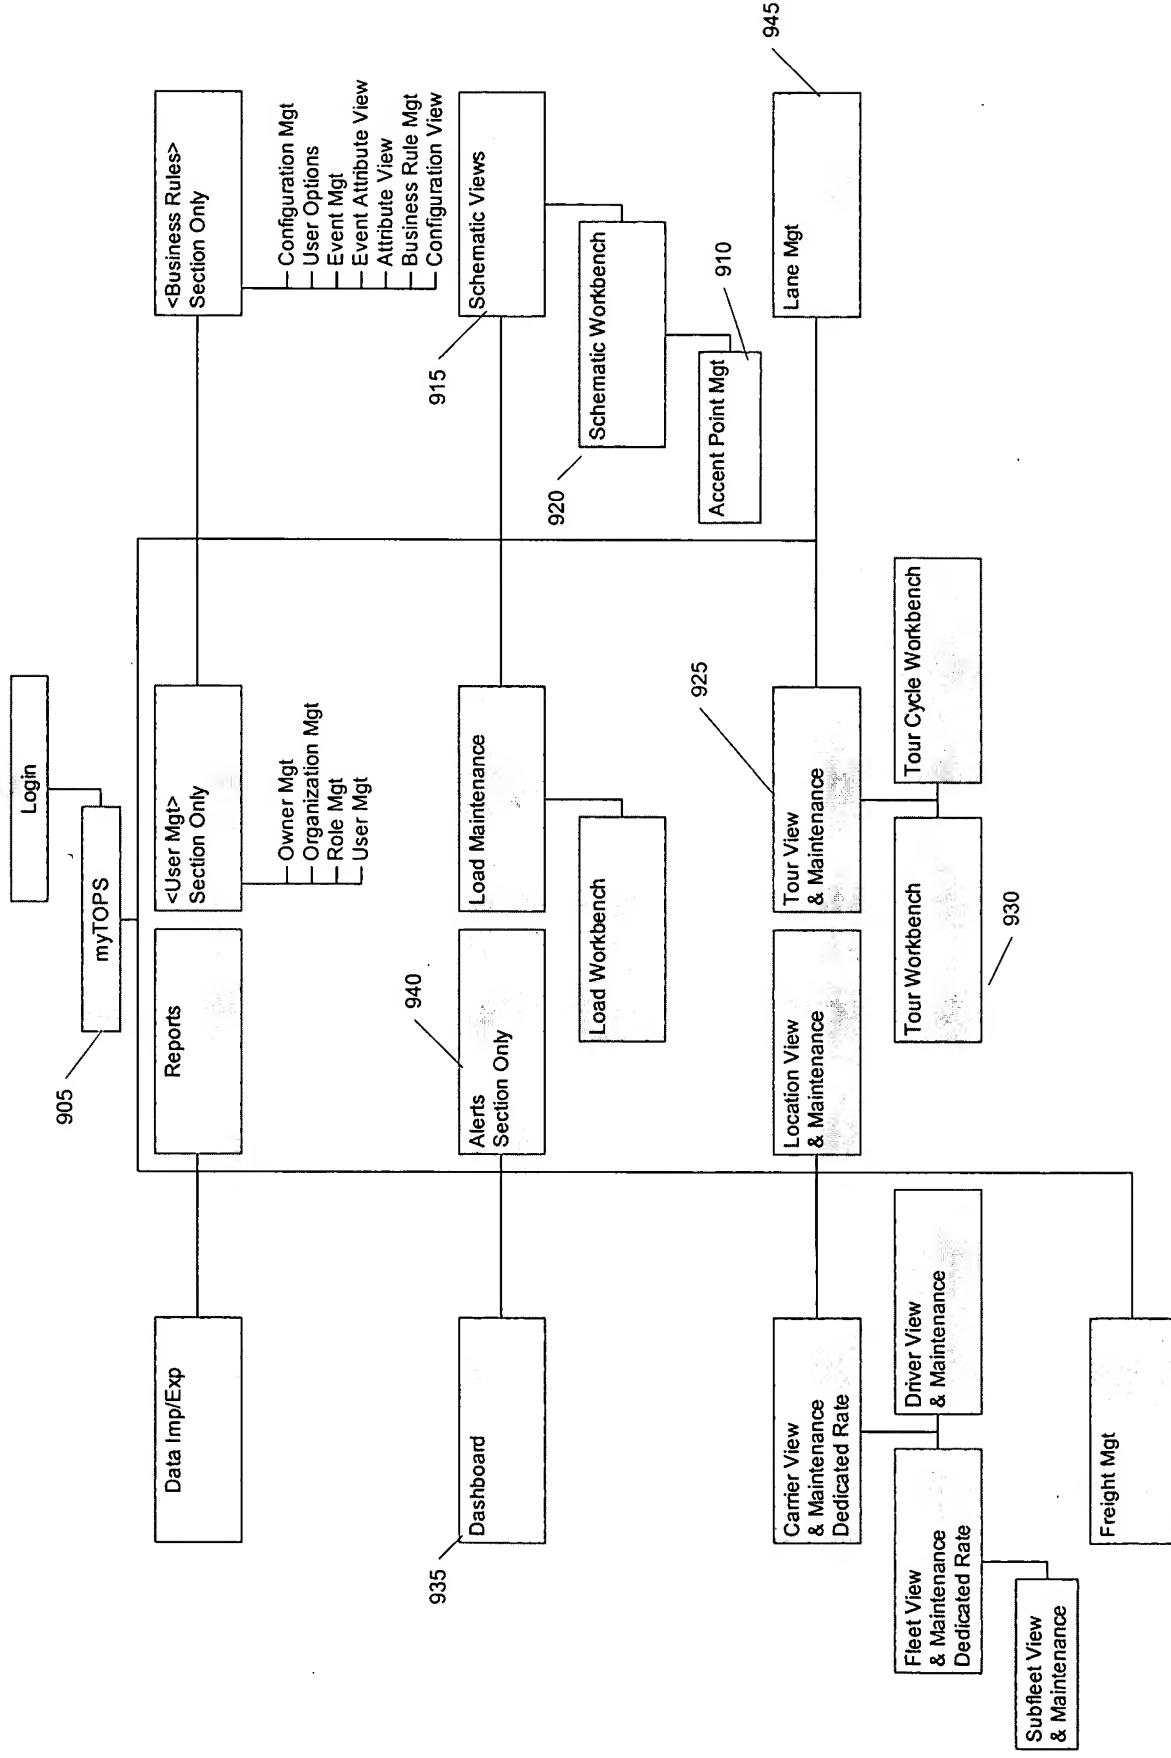 Login
myTOPS
905
Data Imp/Exp
Reports
<User Mgt>
Section Only
Owner Mgt
Organization Mgt
Role Mgt
User Mgt
<Business Rules>
Section Only
Configuration Mgt
User Options
Event Mgt
Event Attribute View
Attribute View
Business Rule Mgt
Configuration View
Dashboard
935
Alerts
Section Only
940
Load Maintenance
Load Workbench
Schematic Views
915
Schematic Workbench
920
Accent Point Mgt
910
Carrier View
& Maintenance
Dedicated Rate
Fleet View
& Maintenance
Dedicated Rate
Driver View
& Maintenance
Subfleet View
& Maintenance
Location View
& Maintenance
Tour View
& Maintenance
925
Tour Workbench
930
Tour Cycle Workbench
Lane Mgt
945
Freight Mgt